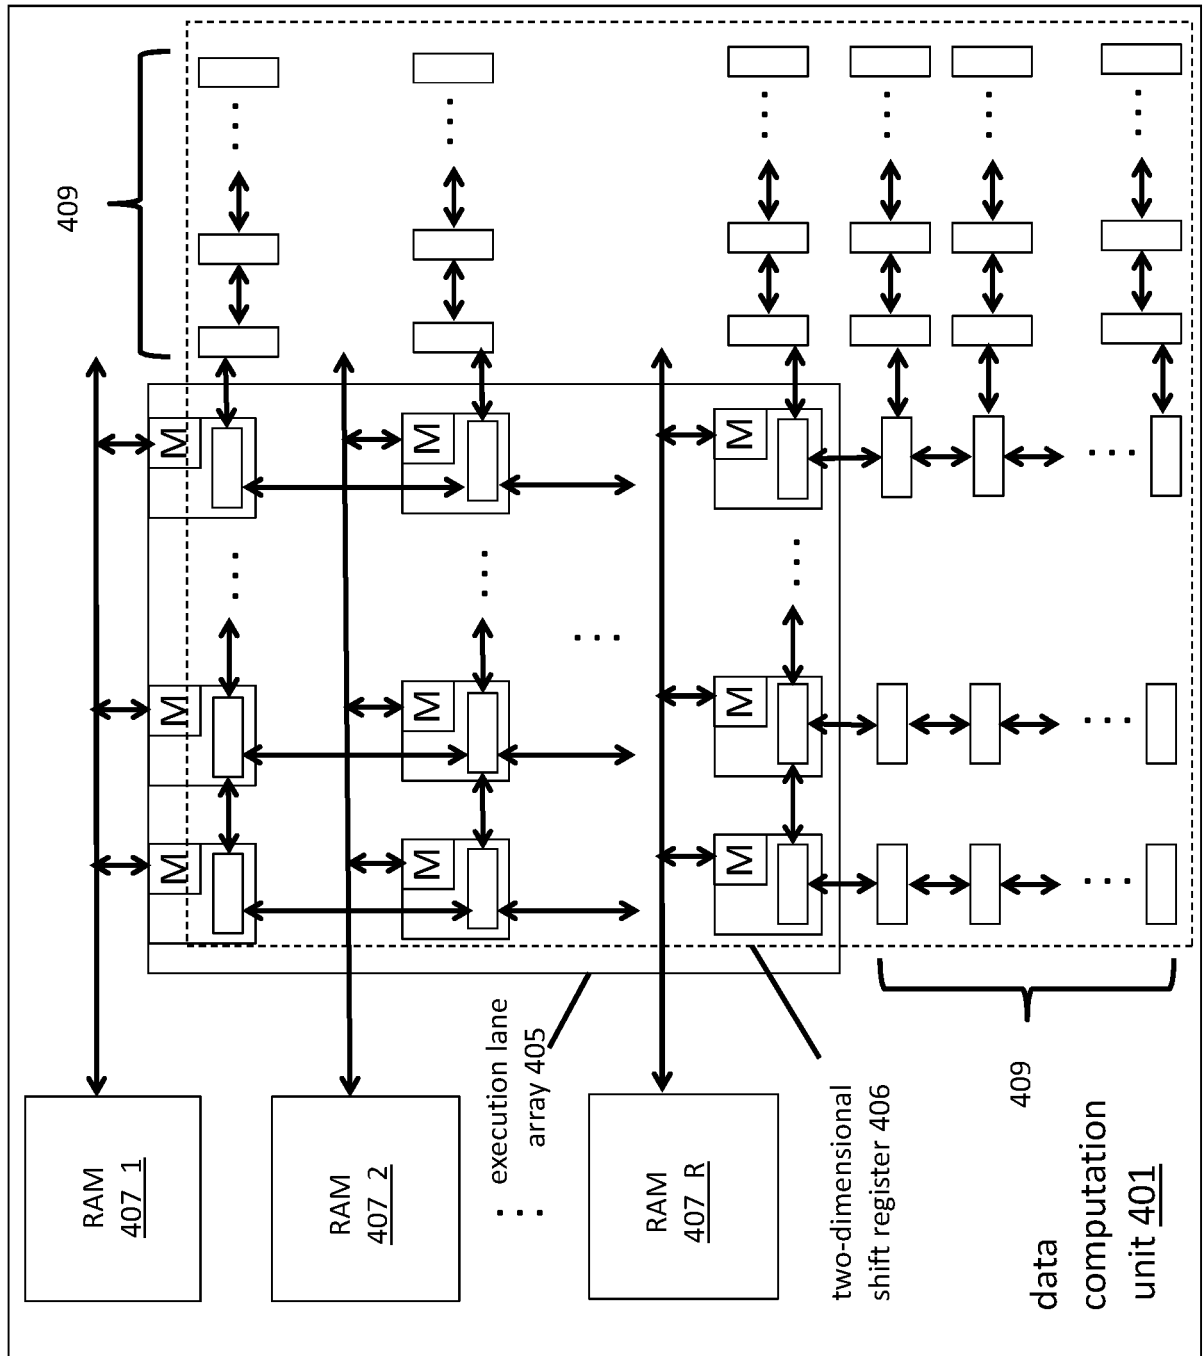 409
RAM
407_1
M M M
RAM
407_2
M M M
...
execution lane
array 405
RAM
407_R
M M M
two-dimensional
shift register 406
409
data
computation
unit 401